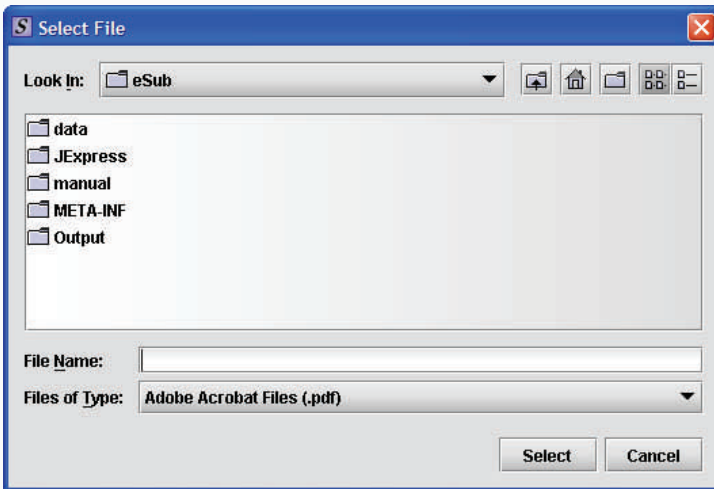 S Select File
Look In: eSub
data
JExpress
manual
META-INF
Output
File Name:
Files of Type: Adobe Acrobat Files (.pdf)
Select Cancel